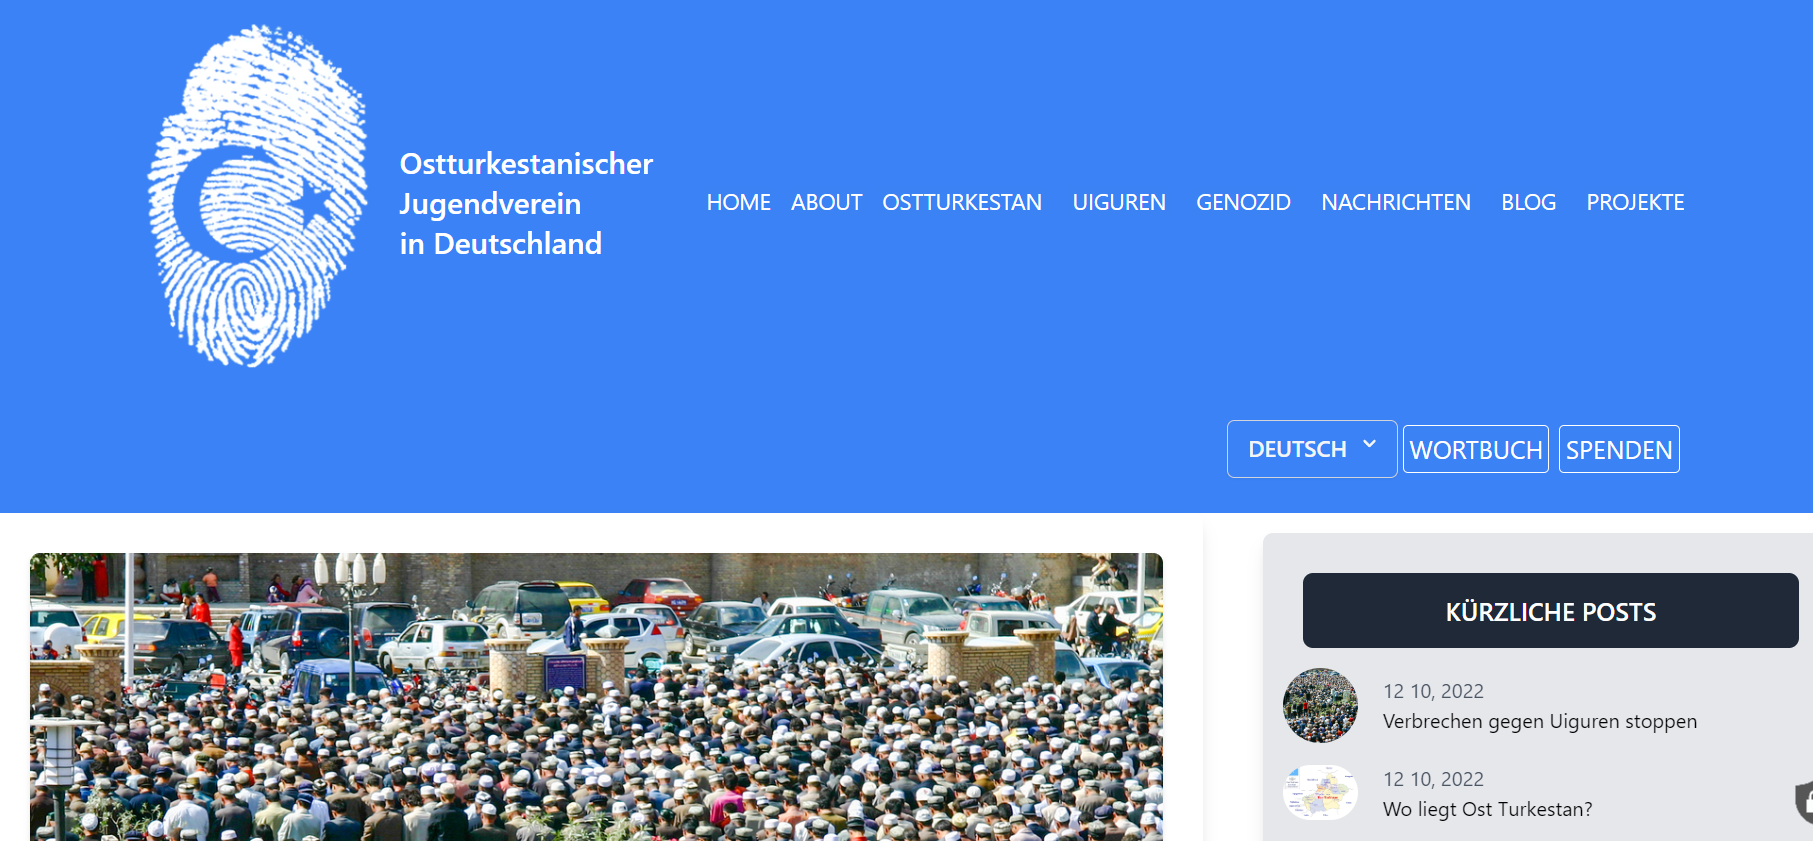 Ostturkestanischer
Jugendverein
in Deutschland
HOME ABOUT OSTTURKESTAN UIGUREN GENOZID NACHRICHTEN BLOG PROJEKTE
DEUTSCH WORTBUCH SPENDEN
KÜRZLICHE POSTS
12 10, 2022
Verbrechen gegen Uiguren stoppen
12 10, 2022
Wo liegt Ost Turkestan?